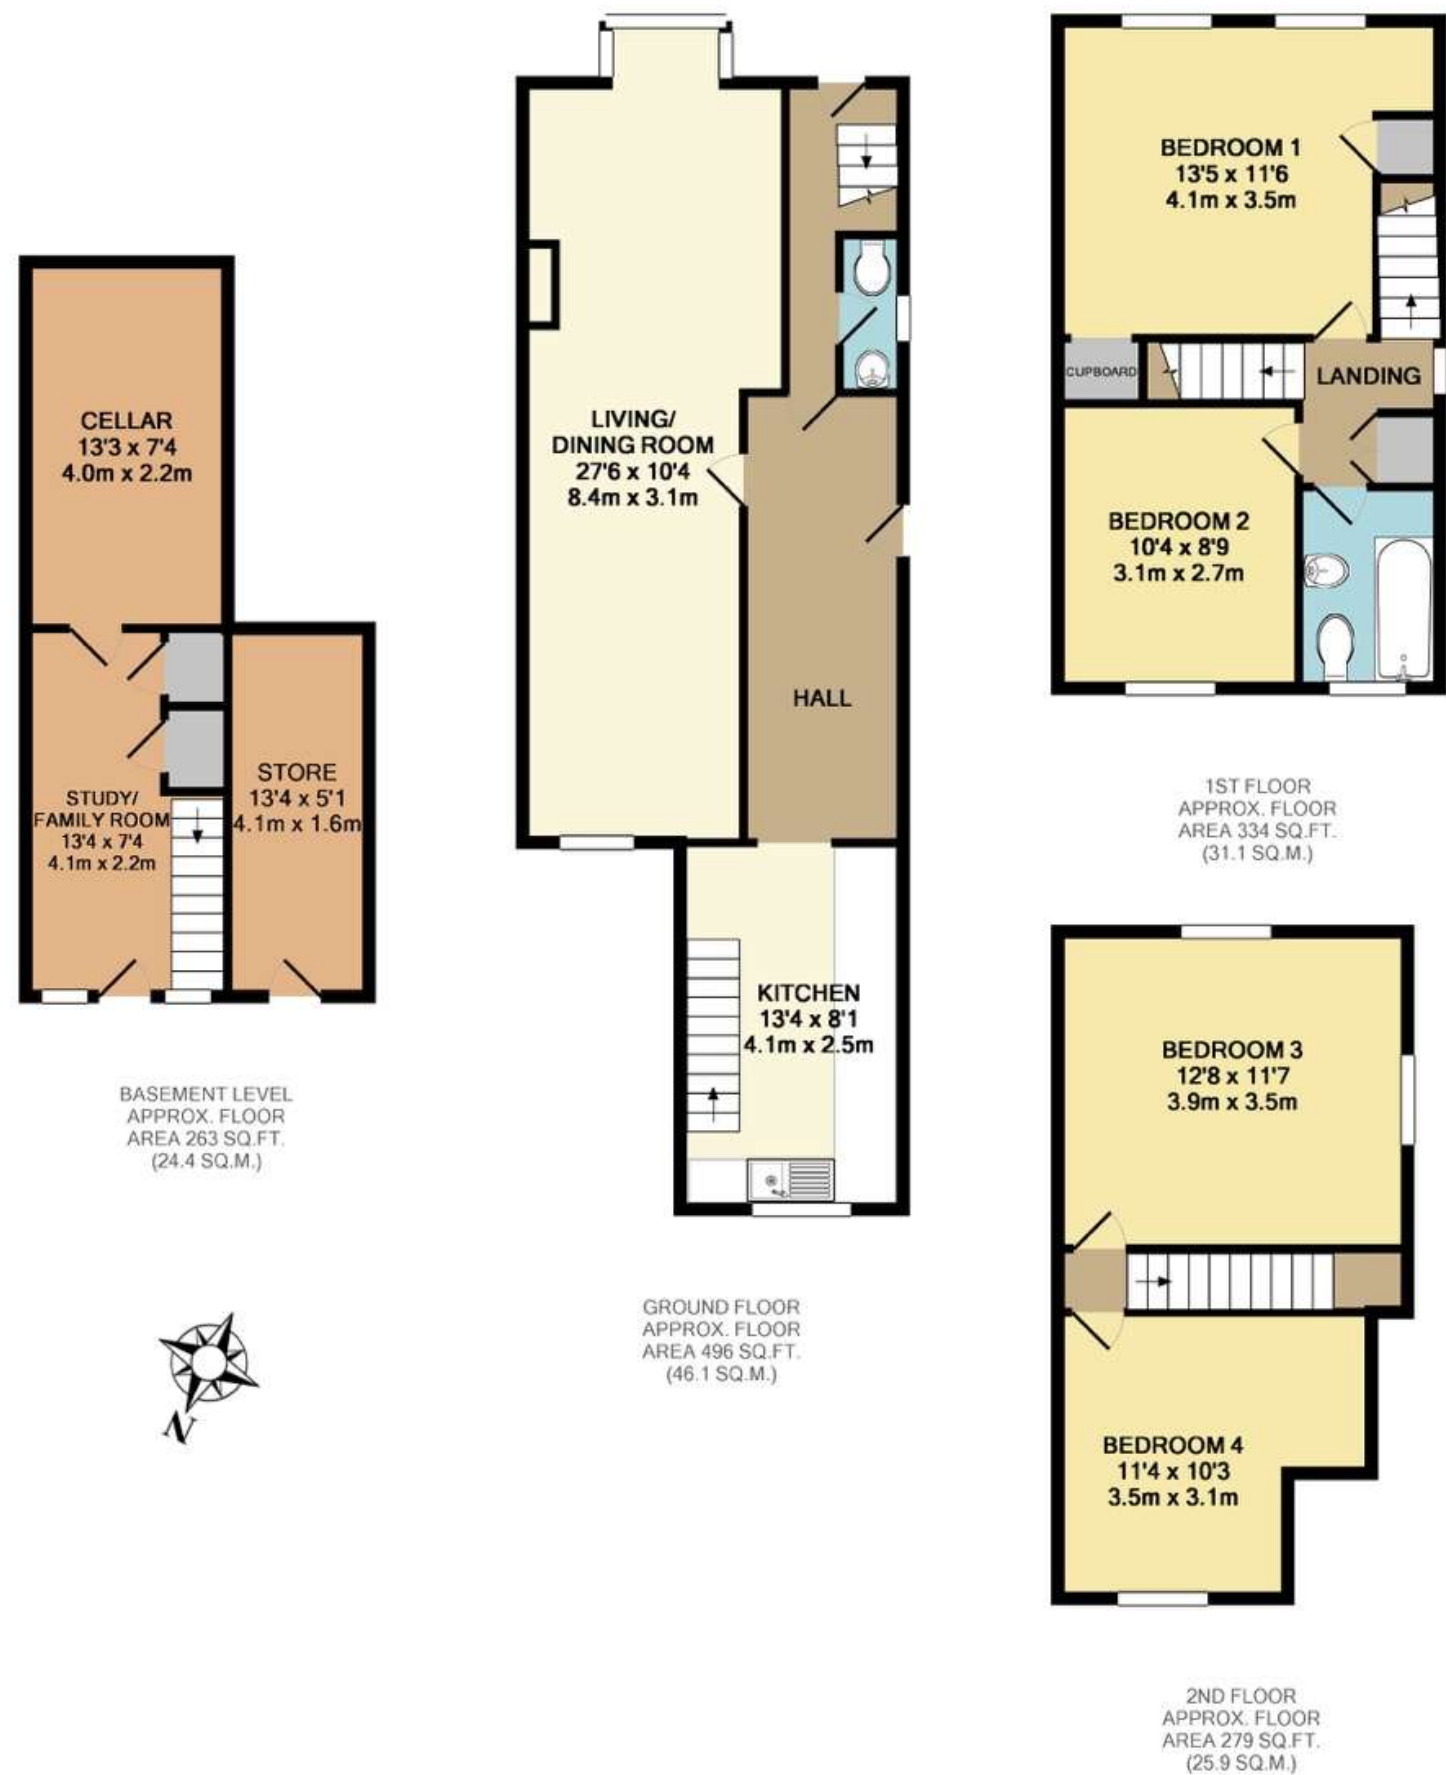 CELLAR
13'3 x 7'4
4.0m x 2.2m
STUDY/
FAMILY ROOM
13'4 x 7'4
4.1m x 2.2m
STORE
13'4 x 5'1
4.1m x 1.6m
BASEMENT LEVEL
APPROX. FLOOR
AREA 263 SQ.FT.
(24.4 SQ.M.)
N
LIVING/
DINING ROOM
27'6 x 10'4
8.4m x 3.1m
HALL
KITCHEN
13'4 x 8'1
4.1m x 2.5m
GROUND FLOOR
APPROX. FLOOR
AREA 496 SQ.FT.
(46.1 SQ.M.)
BEDROOM 1
13'5 x 11'6
4.1m x 3.5m
CUPBOARD
LANDING
BEDROOM 2
10'4 x 8'9
3.1m x 2.7m
1ST FLOOR
APPROX. FLOOR
AREA 334 SQ.FT.
(31.1 SQ.M.)
BEDROOM 3
12'8 x 11'7
3.9m x 3.5m
BEDROOM 4
11'4 x 10'3
3.5m x 3.1m
2ND FLOOR
APPROX. FLOOR
AREA 279 SQ.FT.
(25.9 SQ.M.)